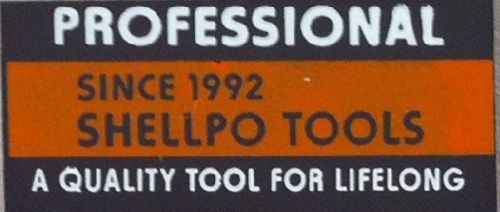 PROFESSIONAL
SINCE 1992
SHELLPO TOOLS
A QUALITY TOOL FOR LIFELONG